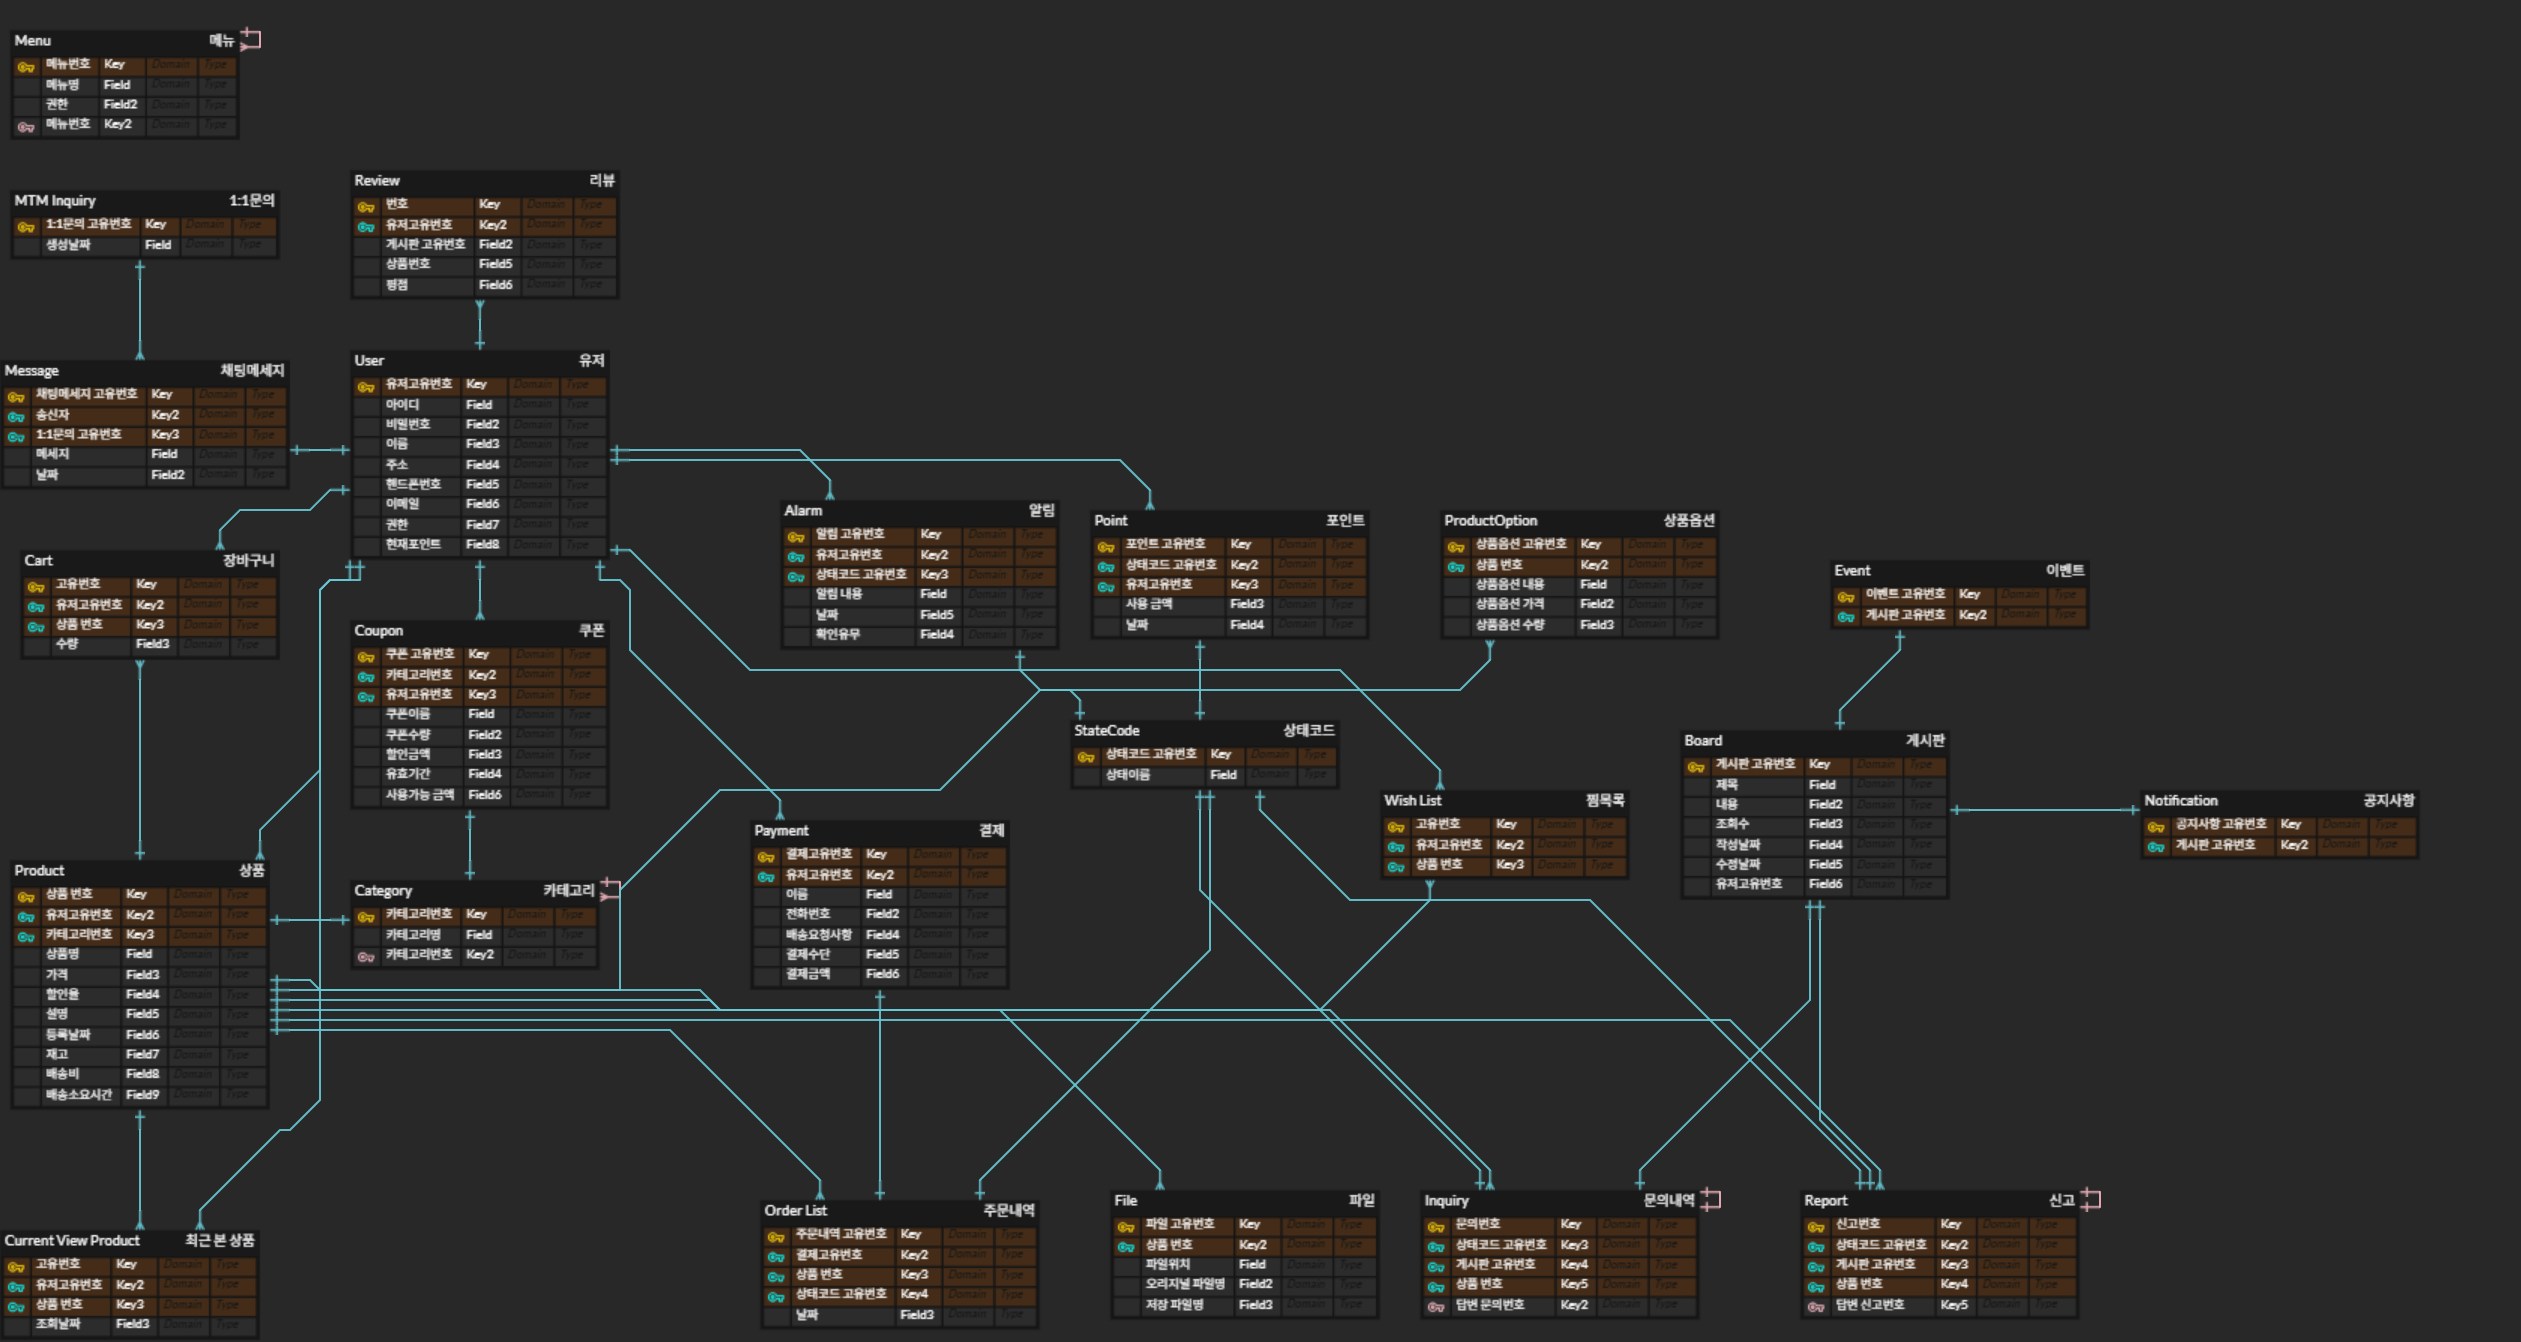 Menu 메뉴
메뉴번호 Key Domain Type
메뉴명 Field Domain Type
권한 Field2 Domain Type
메뉴번호 Key2 Domain Type
MTM Inquiry 1:1문의
1:1문의 고유번호 Key Domain Type
생성날짜 Field Domain Type
Review 리뷰
번호 Key Domain Type
유저고유번호 Key2 Domain Type
게시판 고유번호 Field2 Domain Type
상품번호 Field5 Domain Type
평점 Field6 Domain Type
Message 채팅메세지
채팅메세지 고유번호 Key Domain Type
송신자 Key2 Domain Type
1:1문의 고유번호 Key3 Domain Type
메세지 Field Domain Type
날짜 Field2 Domain Type
User 유저
유저고유번호 Key Domain Type
아이디 Field Domain Type
비밀번호 Field2 Domain Type
이름 Field3 Domain Type
주소 Field4 Domain Type
핸드폰번호 Field5 Domain Type
이메일 Field6 Domain Type
권한 Field7 Domain Type
현재포인트 Field8 Domain Type
Cart 장바구니
고유번호 Key Domain Type
유저고유번호 Key2 Domain Type
상품 번호 Key3 Domain Type
수량 Field3 Domain Type
Coupon 쿠폰
쿠폰 고유번호 Key Domain Type
카테고리번호 Key2 Domain Type
유저고유번호 Key3 Domain Type
쿠폰이름 Field Domain Type
쿠폰수량 Field2 Domain Type
할인금액 Field3 Domain Type
유효기간 Field4 Domain Type
사용가능 금액 Field6 Domain Type
Alarm 알림
알림 고유번호 Key Domain Type
유저고유번호 Key2 Domain Type
상태코드 고유번호 Key3 Domain Type
알림 내용 Field Domain Type
날짜 Field5 Domain Type
확인유무 Field4 Domain Type
Point 포인트
포인트 고유번호 Key Domain Type
상태코드 고유번호 Key2 Domain Type
유저고유번호 Key3 Domain Type
사용 금액 Field3 Domain Type
날짜 Field4 Domain Type
ProductOption 상품옵션
상품옵션 고유번호 Key Domain Type
상품 번호 Key2 Domain Type
상품옵션 내용 Field Domain Type
상품옵션 가격 Field2 Domain Type
상품옵션 수량 Field3 Domain Type
Event 이벤트
이벤트 고유번호 Key Domain Type
게시판 고유번호 Key2 Domain Type
StateCode 상태코드
상태코드 고유번호 Key Domain Type
상태이름 Field Domain Type
Board 게시판
게시판 고유번호 Key Domain Type
제목 Field Domain Type
내용 Field2 Domain Type
조회수 Field3 Domain Type
작성날짜 Field4 Domain Type
수정날짜 Field5 Domain Type
유저고유번호 Field6 Domain Type
Wish List 찜목록
고유번호 Key Domain Type
유저고유번호 Key2 Domain Type
상품 번호 Key3 Domain Type
Notification 공지사항
공지사항 고유번호 Key Domain Type
게시판 고유번호 Key2 Domain Type
Payment 결제
결제고유번호 Key Domain Type
유저고유번호 Key2 Domain Type
이름 Field Domain Type
전화번호 Field2 Domain Type
배송요청사항 Field4 Domain Type
결제수단 Field5 Domain Type
결제금액 Field6 Domain Type
Product 상품
상품 번호 Key Domain Type
유저고유번호 Key2 Domain Type
카테고리번호 Key3 Domain Type
상품명 Field Domain Type
가격 Field3 Domain Type
할인율 Field4 Domain Type
설명 Field5 Domain Type
등록날짜 Field6 Domain Type
재고 Field7 Domain Type
배송비 Field8 Domain Type
배송소요시간 Field9 Domain Type
Category 카테고리
카테고리번호 Key Domain Type
카테고리명 Field Domain Type
카테고리번호 Key2 Domain Type
Current View Product 최근 본 상품
고유번호 Key Domain Type
유저고유번호 Key2 Domain Type
상품 번호 Key3 Domain Type
조회날짜 Field3 Domain Type
Order List 주문내역
주문내역 고유번호 Key Domain Type
결제고유번호 Key2 Domain Type
상품 번호 Key3 Domain Type
상태코드 고유번호 Key4 Domain Type
날짜 Field3 Domain Type
File 파일
파일 고유번호 Key Domain Type
상품 번호 Key2 Domain Type
파일위치 Field Domain Type
오리지널 파일명 Field2 Domain Type
저장 파일명 Field3 Domain Type
Inquiry 문의내역
문의번호 Key Domain Type
상태코드 고유번호 Key3 Domain Type
게시판 고유번호 Key4 Domain Type
상품 번호 Key5 Domain Type
답변 문의번호 Key2 Domain Type
Report 신고
신고번호 Key Domain Type
상태코드 고유번호 Key2 Domain Type
게시판 고유번호 Key3 Domain Type
상품 번호 Key4 Domain Type
답변 신고번호 Key5 Domain Type